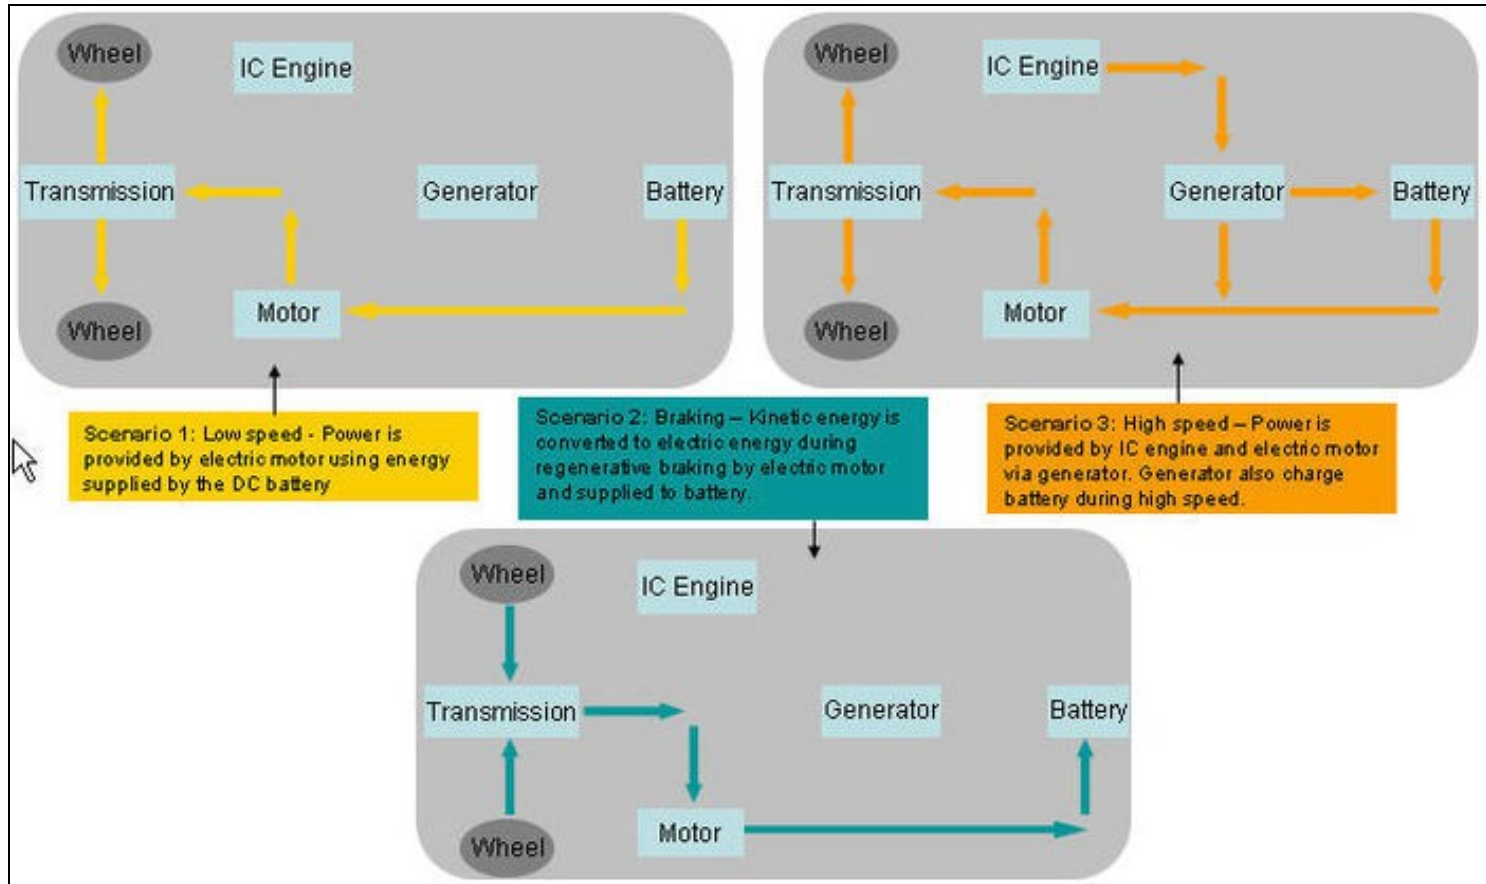 Wheel
IC Engine
Transmission
Generator
Battery
Motor
Wheel
Wheel
IC Engine
Transmission
Generator
Battery
Motor
Wheel
Scenario 1: Low speed - Power is
provided by electric motor using energy
supplied by the DC battery
Scenario 2: Braking – Kinetic energy is
converted to electric energy during
regenerative braking by electric motor
and supplied to battery.
Scenario 3: High speed – Power is
provided by IC engine and electric motor
via generator. Generator also charge
battery during high speed.
Wheel
IC Engine
Transmission
Generator
Battery
Motor
Wheel